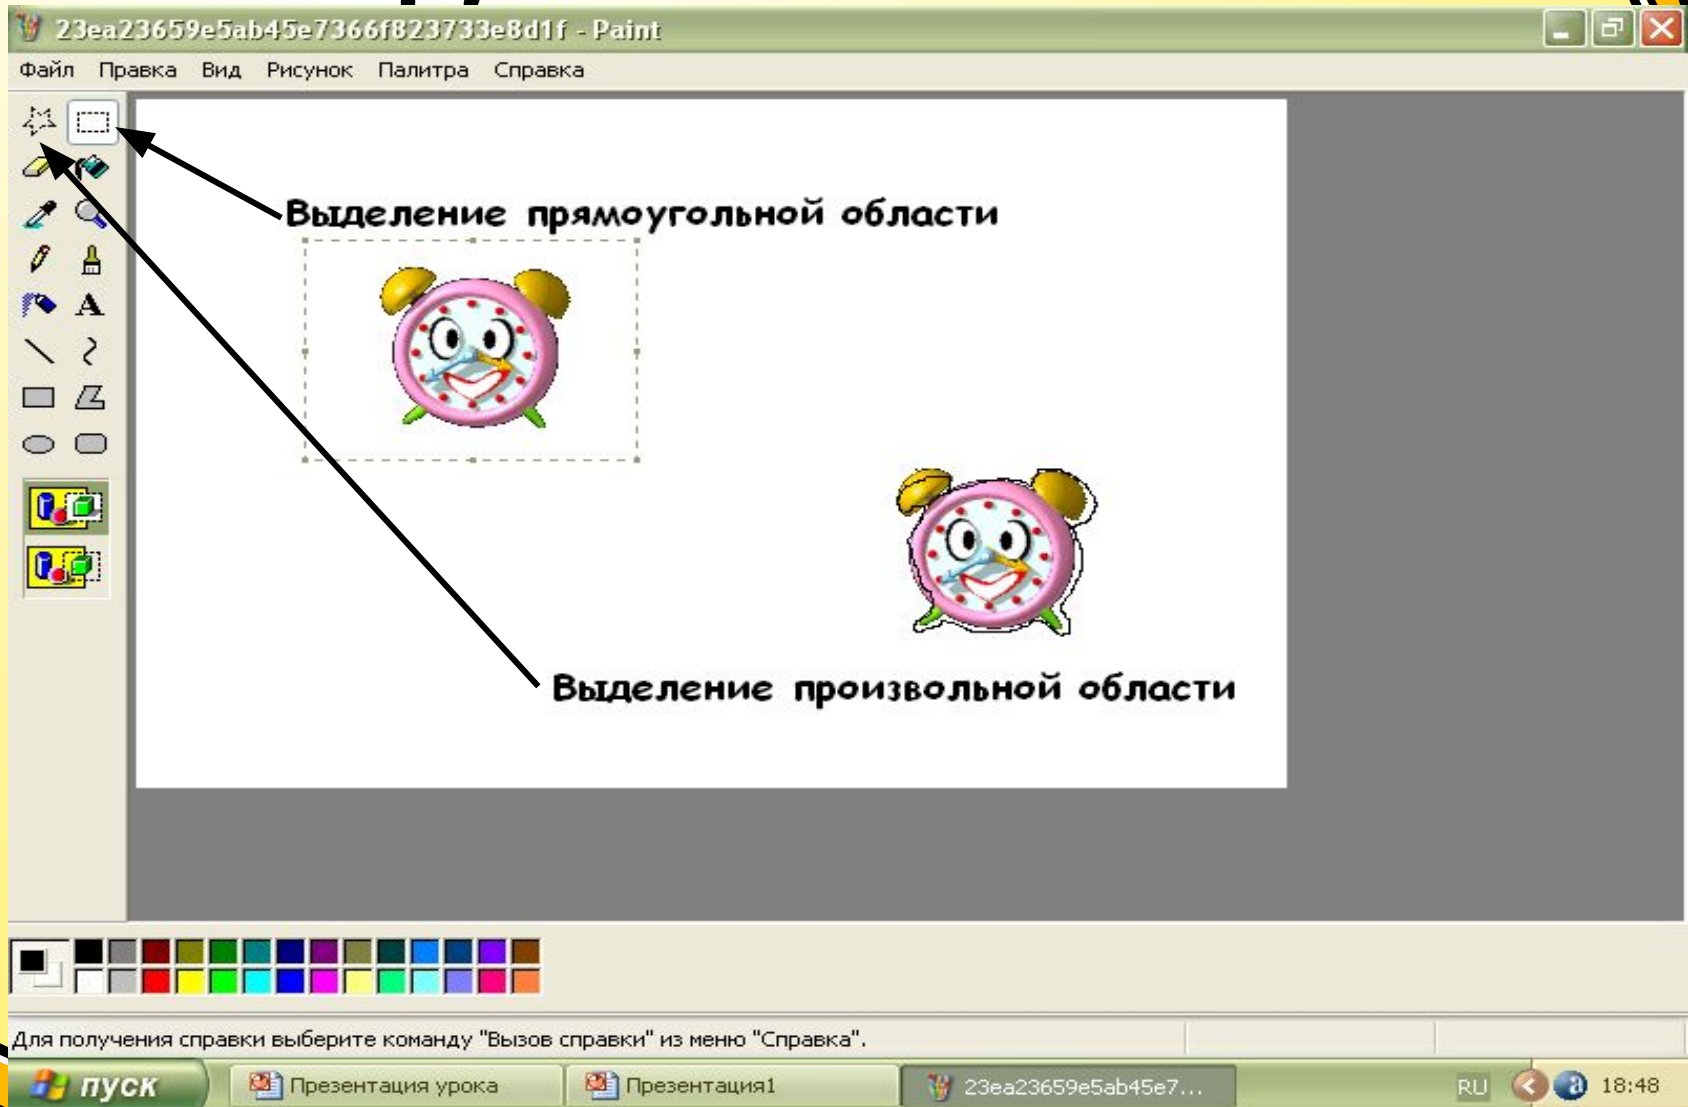 23ea23659e5ab45e7366f823733e8d1f - Paint
Файл Правка Вид Рисунок Палитра Справка
A
Выделение прямоугольной области
Выделение произвольной области
Для получения справки выберите команду "Вызов справки" из меню "Справка".
пуск Презентация урока Презентация1 23ea23659e5ab45e7... RU 18:48